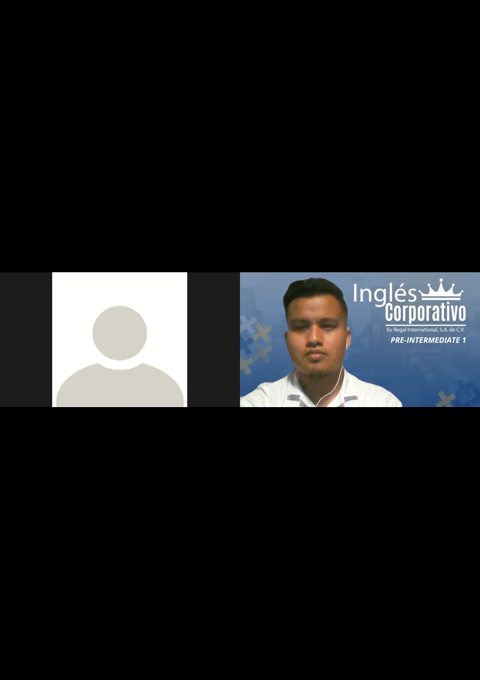 Inglés
Corporativo
By Regal International, S.A. de C.V.
PRE-INTERMEDIATE 1